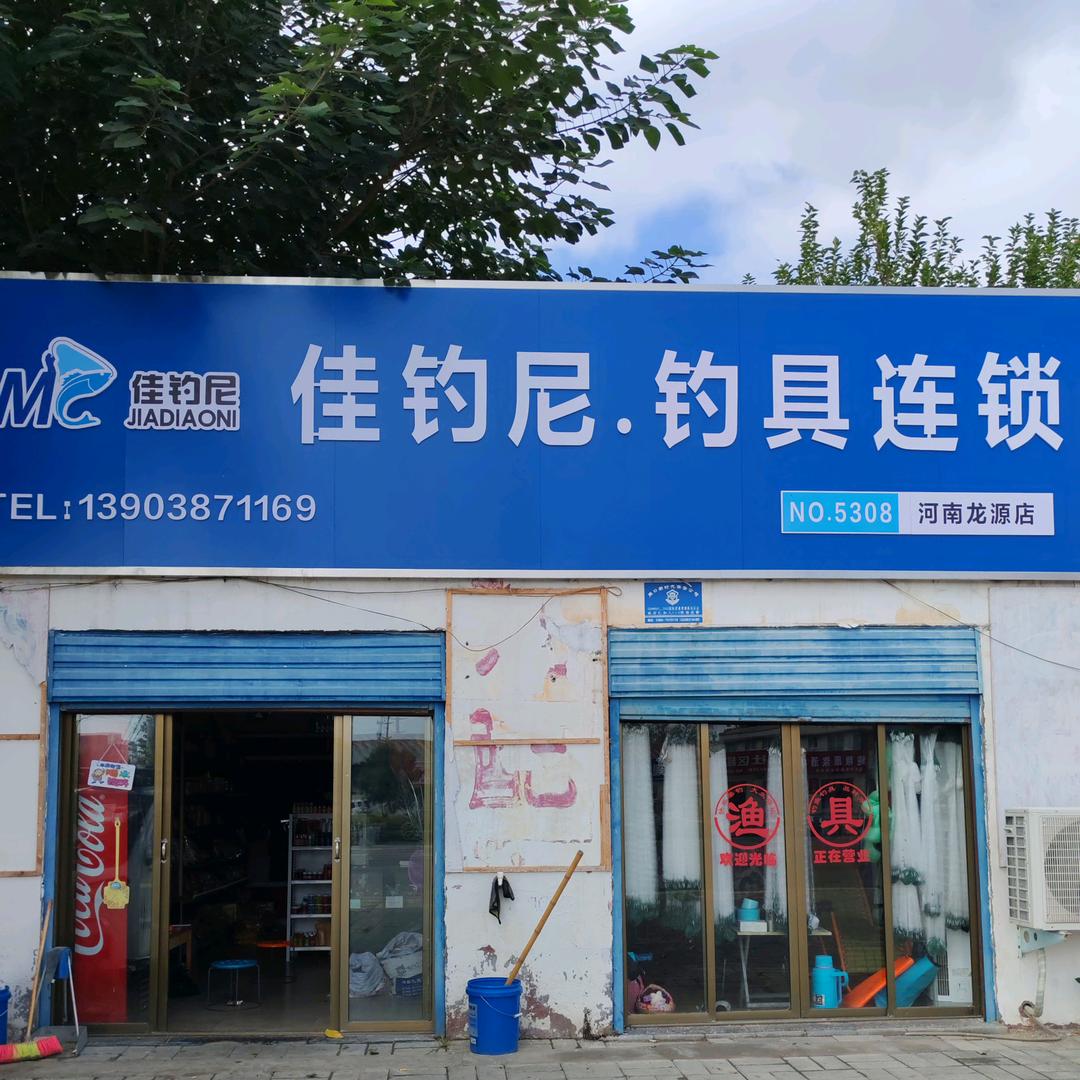 MC
佳钓尼
JIADIAONI
佳钓尼.钓具连锁
TEL:13903871169
NO.5308 河南龙源店
Coca Cola
渔
欢迎光临
具
正在营业